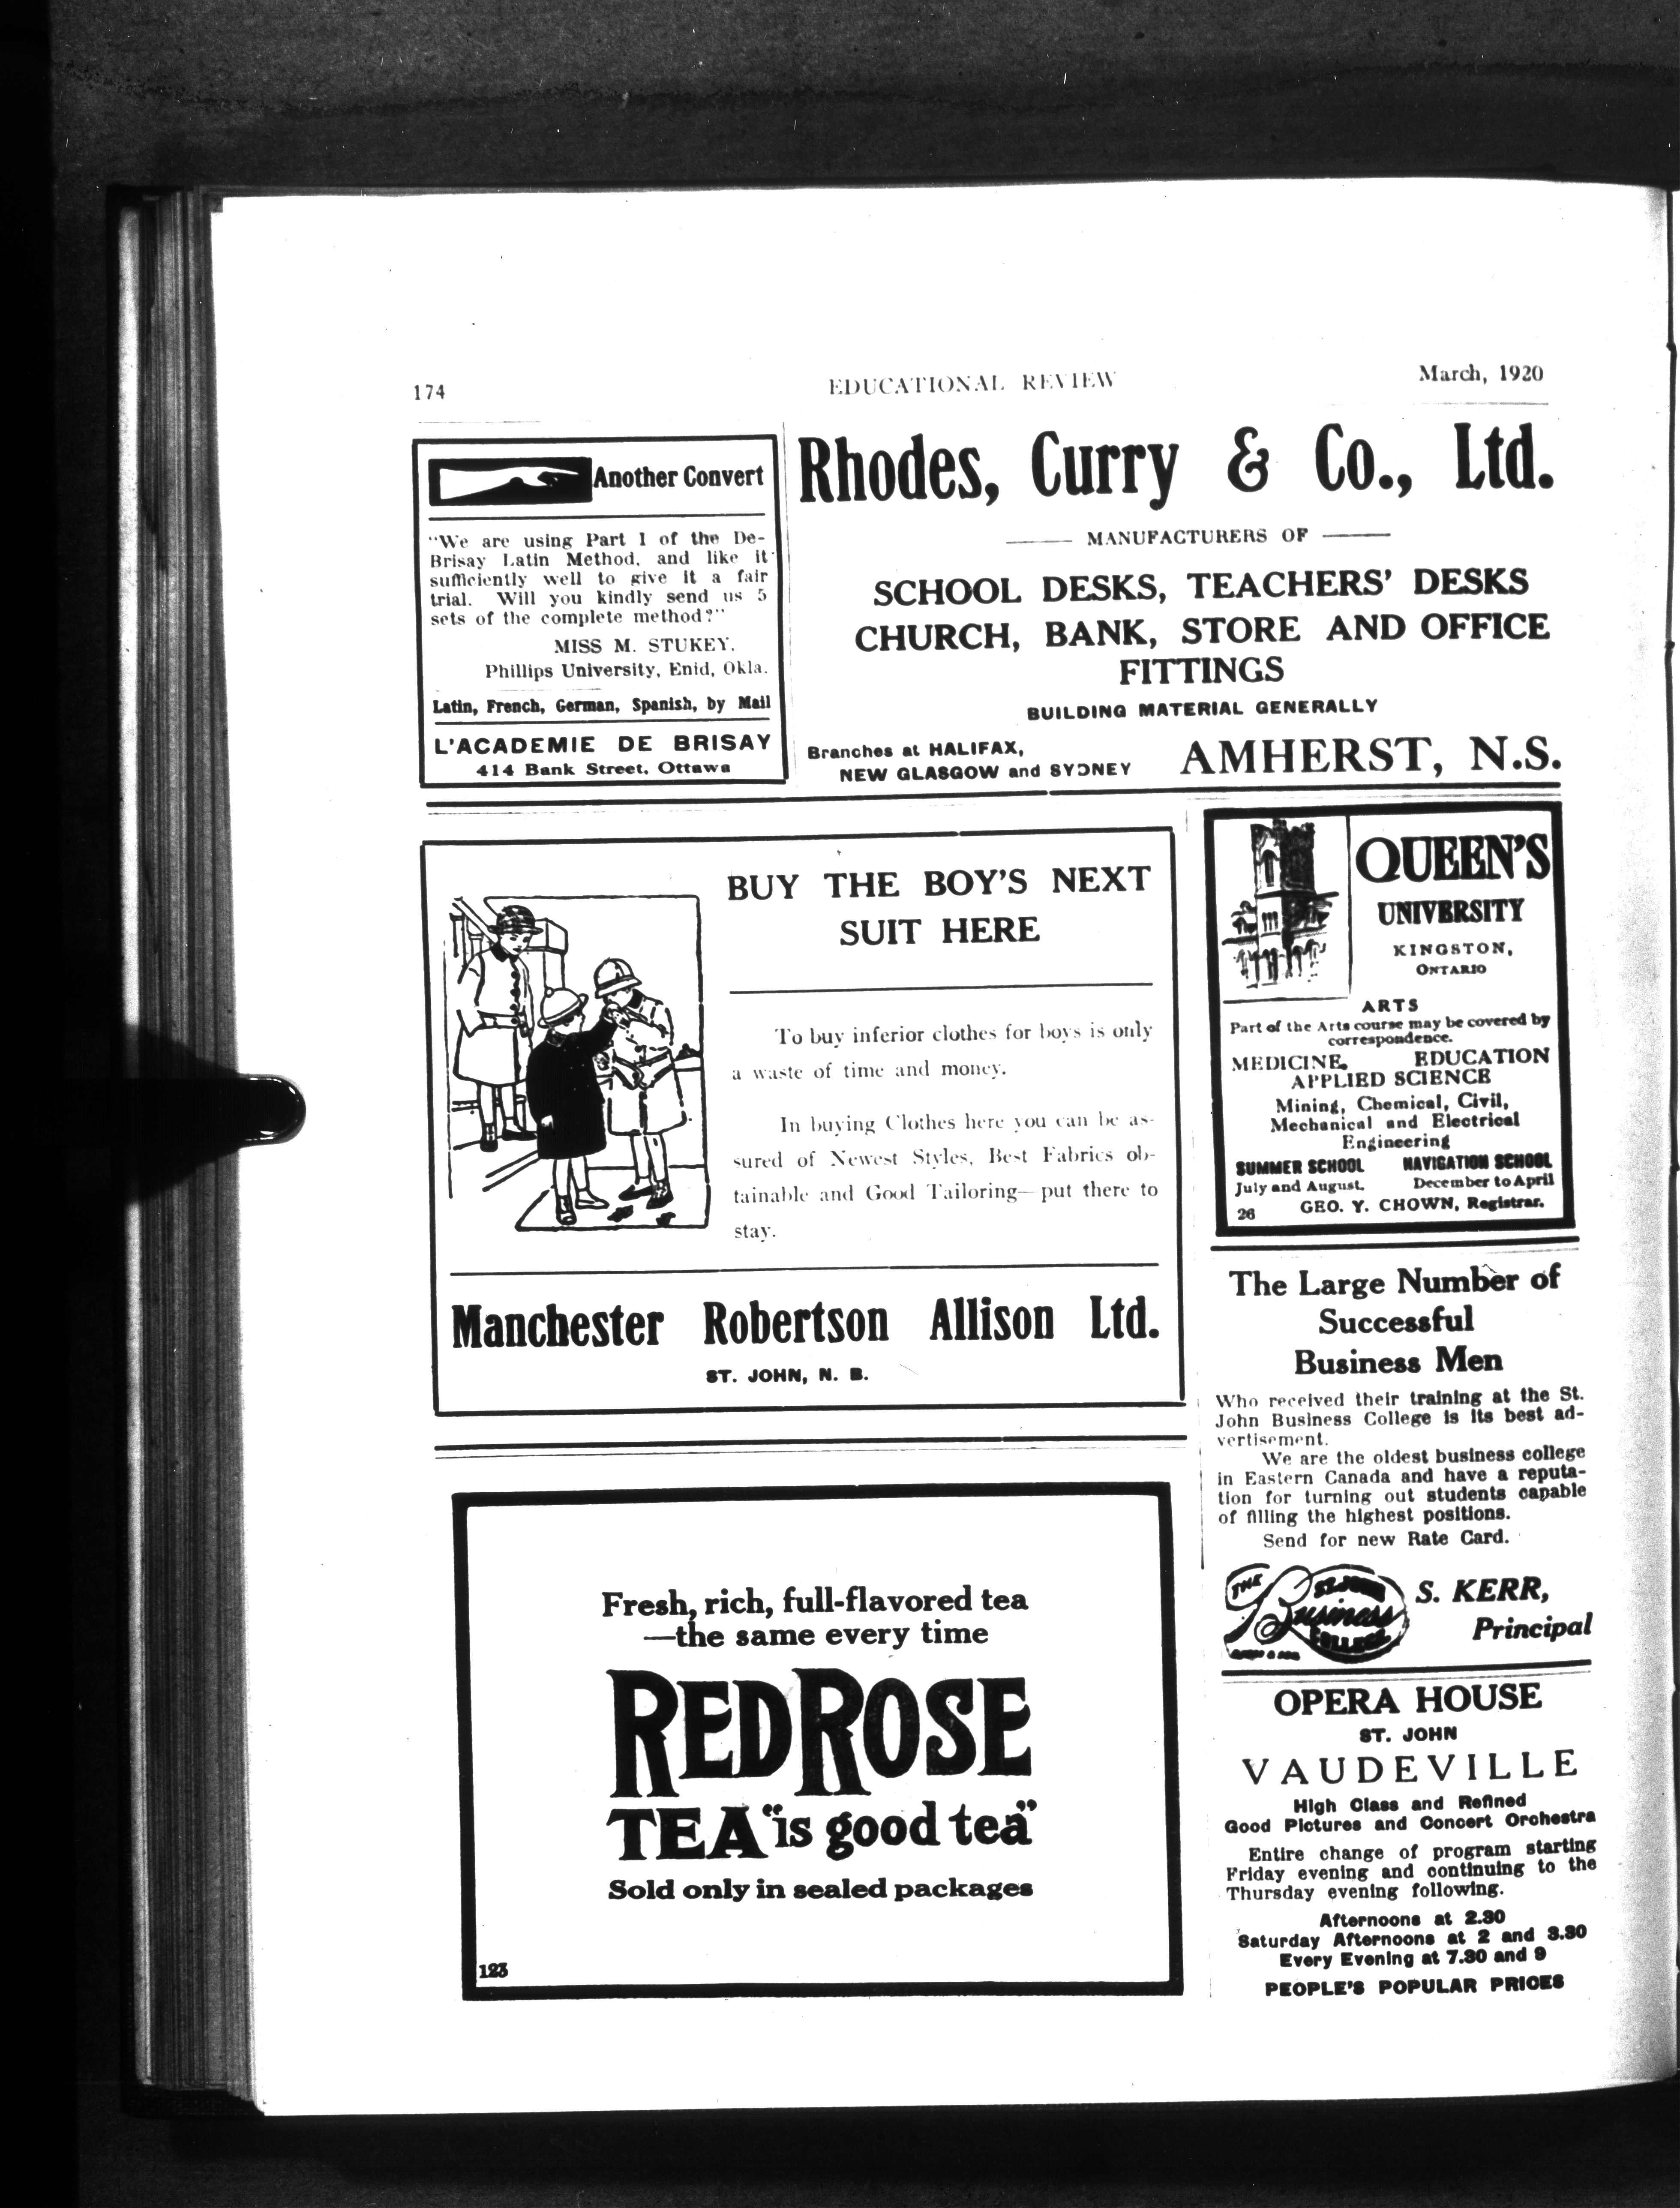 174
EDUCATIONAL REVIEW
March, 1920
Another Convert
"We are using Part I of the De-
Brisay Latin Method, and like it
sufficiently well to give it a fair
trial. Will you kindly send us 5
sets of the complete method?"
MISS M. STUKEY.
Phillips University, Enid, Okla.
Latin, French, German, Spanish, by Mail
L'ACADEMIE DE BRISAY
414 Bank Street, Ottawa
Rhodes, Curry & Co., Ltd.
MANUFACTURERS OF
SCHOOL DESKS, TEACHERS' DESKS
CHURCH, BANK, STORE AND OFFICE
FITTINGS
BUILDING MATERIAL GENERALLY
Branches at HALIFAX,
NEW GLASGOW and SYDNEY
AMHERST, N.S.
BUY THE BOY'S NEXT
SUIT HERE
To buy inferior clothes for boys is only
a waste of time and money.
In buying Clothes here you can be as-
sured of Newest Styles, Best Fabrics ob-
tainable and Good Tailoring—put there to
stay.
Manchester Robertson Allison Ltd.
ST. JOHN, N. B.
Fresh, rich, full-flavored tea
—the same every time
RED ROSE
TEA "is good tea"
Sold only in sealed packages
123
QUEEN'S
UNIVERSITY
KINGSTON,
ONTARIO
ARTS
Part of the Arts course may be covered by
correspondence.
MEDICINE, EDUCATION
APPLIED SCIENCE
Mining, Chemical, Civil,
Mechanical and Electrical
Engineering
SUMMER SCHOOL NAVIGATION SCHOOL
July and August. December to April
26 GEO. Y. CHOWN, Registrar.
The Large Number of
Successful
Business Men
Who received their training at the St.
John Business College is its best ad-
vertisement.
We are the oldest business college
in Eastern Canada and have a reputa-
tion for turning out students capable
of filling the highest positions.
Send for new Rate Card.
THE
ST. JOHN
Business
COLLEGE
S. KERR,
Principal
OPERA HOUSE
ST. JOHN
VAUDEVILLE
High Class and Refined
Good Pictures and Concert Orchestra
Entire change of program starting
Friday evening and continuing to the
Thursday evening following.
Afternoons at 2.30
Saturday Afternoons at 2 and 3.30
Every Evening at 7.30 and 9
PEOPLE'S POPULAR PRICES